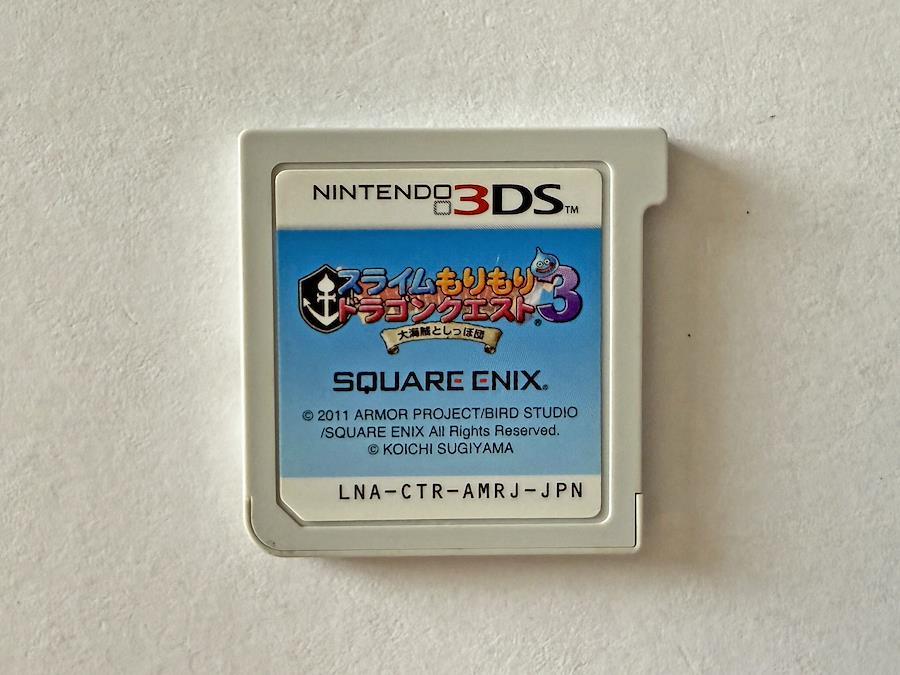 NINTENDO 3DS™
スライムもりもり
ドラゴンクエスト®3
大海賊としっぽ団
SQUARE ENIX®
© 2011 ARMOR PROJECT/BIRD STUDIO
/SQUARE ENIX All Rights Reserved.
© KOICHI SUGIYAMA
LNA-CTR-AMRJ-JPN